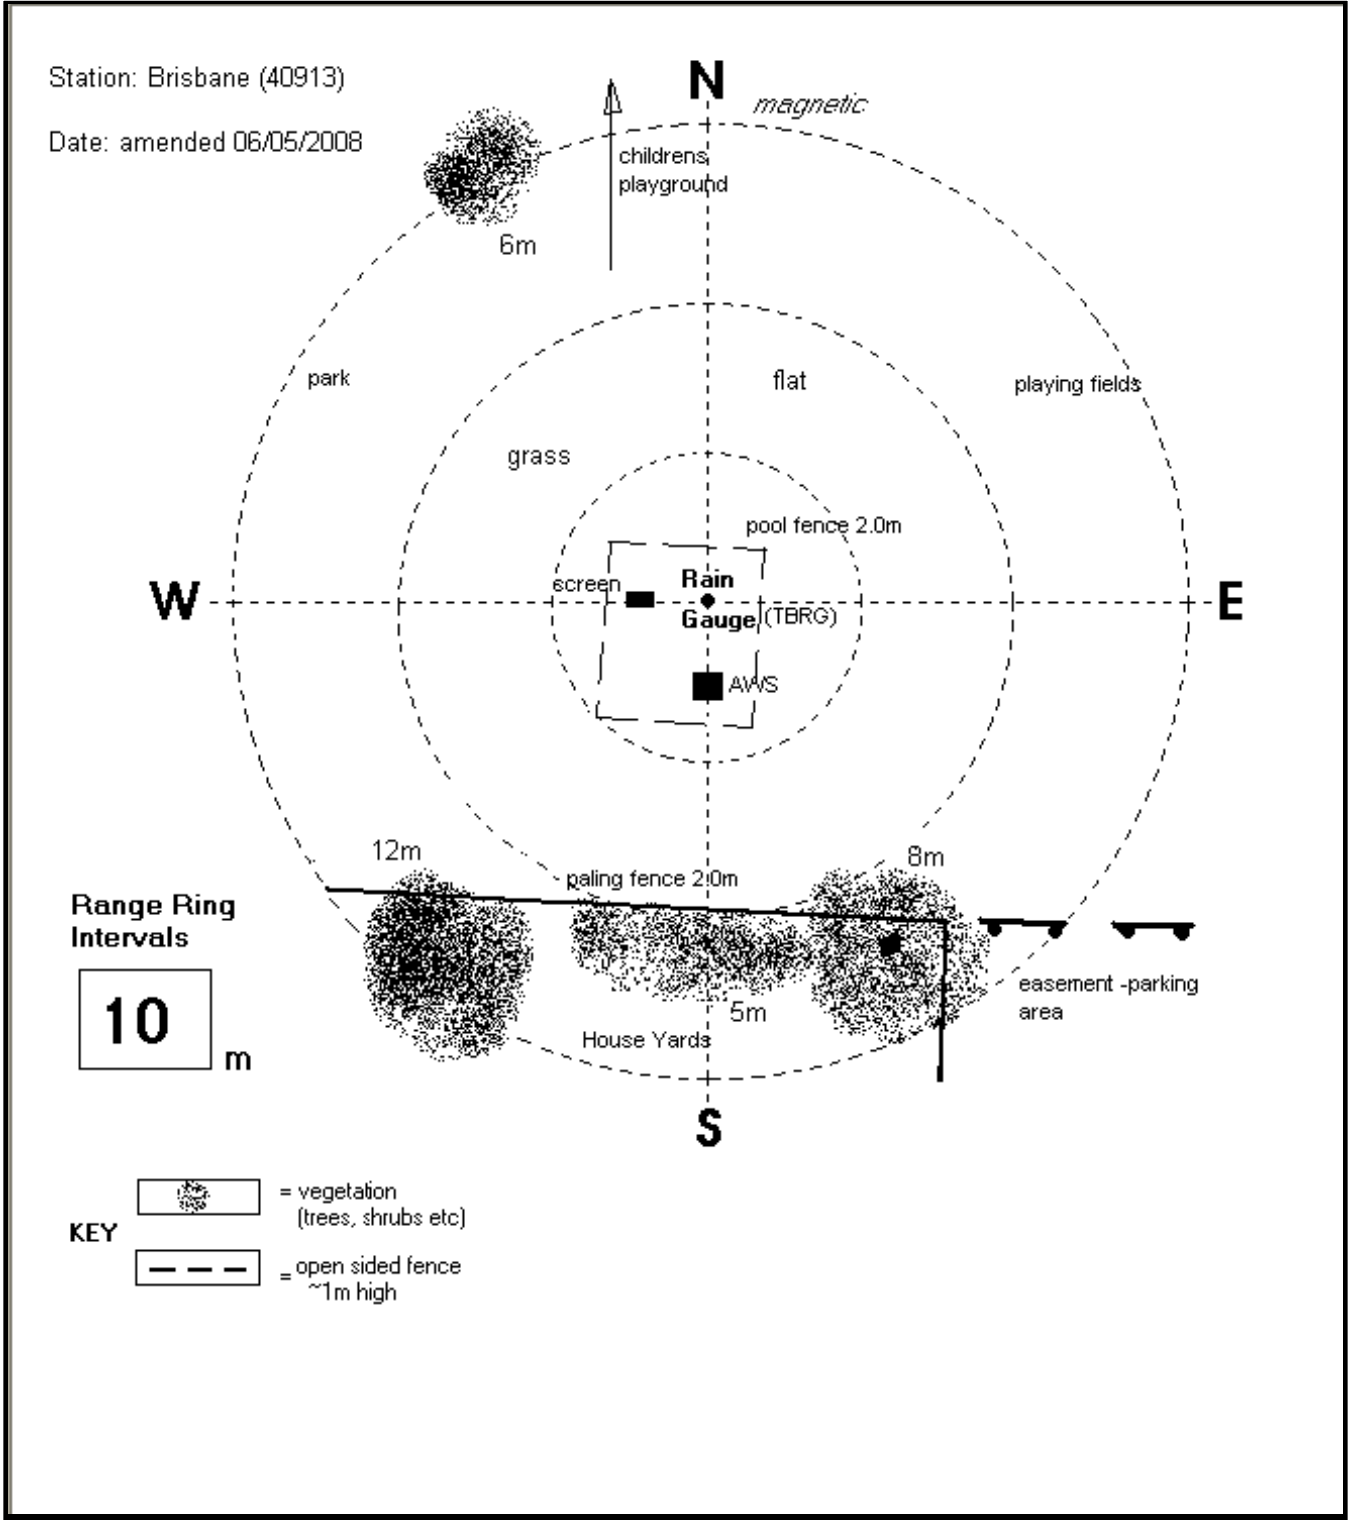 Station: Brisbane (40913)
N
magnetic
Date: amended 06/05/2008
childrens
playground
6m
park
flat
playing fields
grass
pool fence 2.0m
screen
Rain
Gauge
(TBRG)
W
E
AWS
12m
8m
paling fence 2.0m
Range Ring
Intervals
10
m
easement -parking
area
5m
House Yards
S
KEY
= vegetation
(trees, shrubs etc)
= open sided fence
~1m high